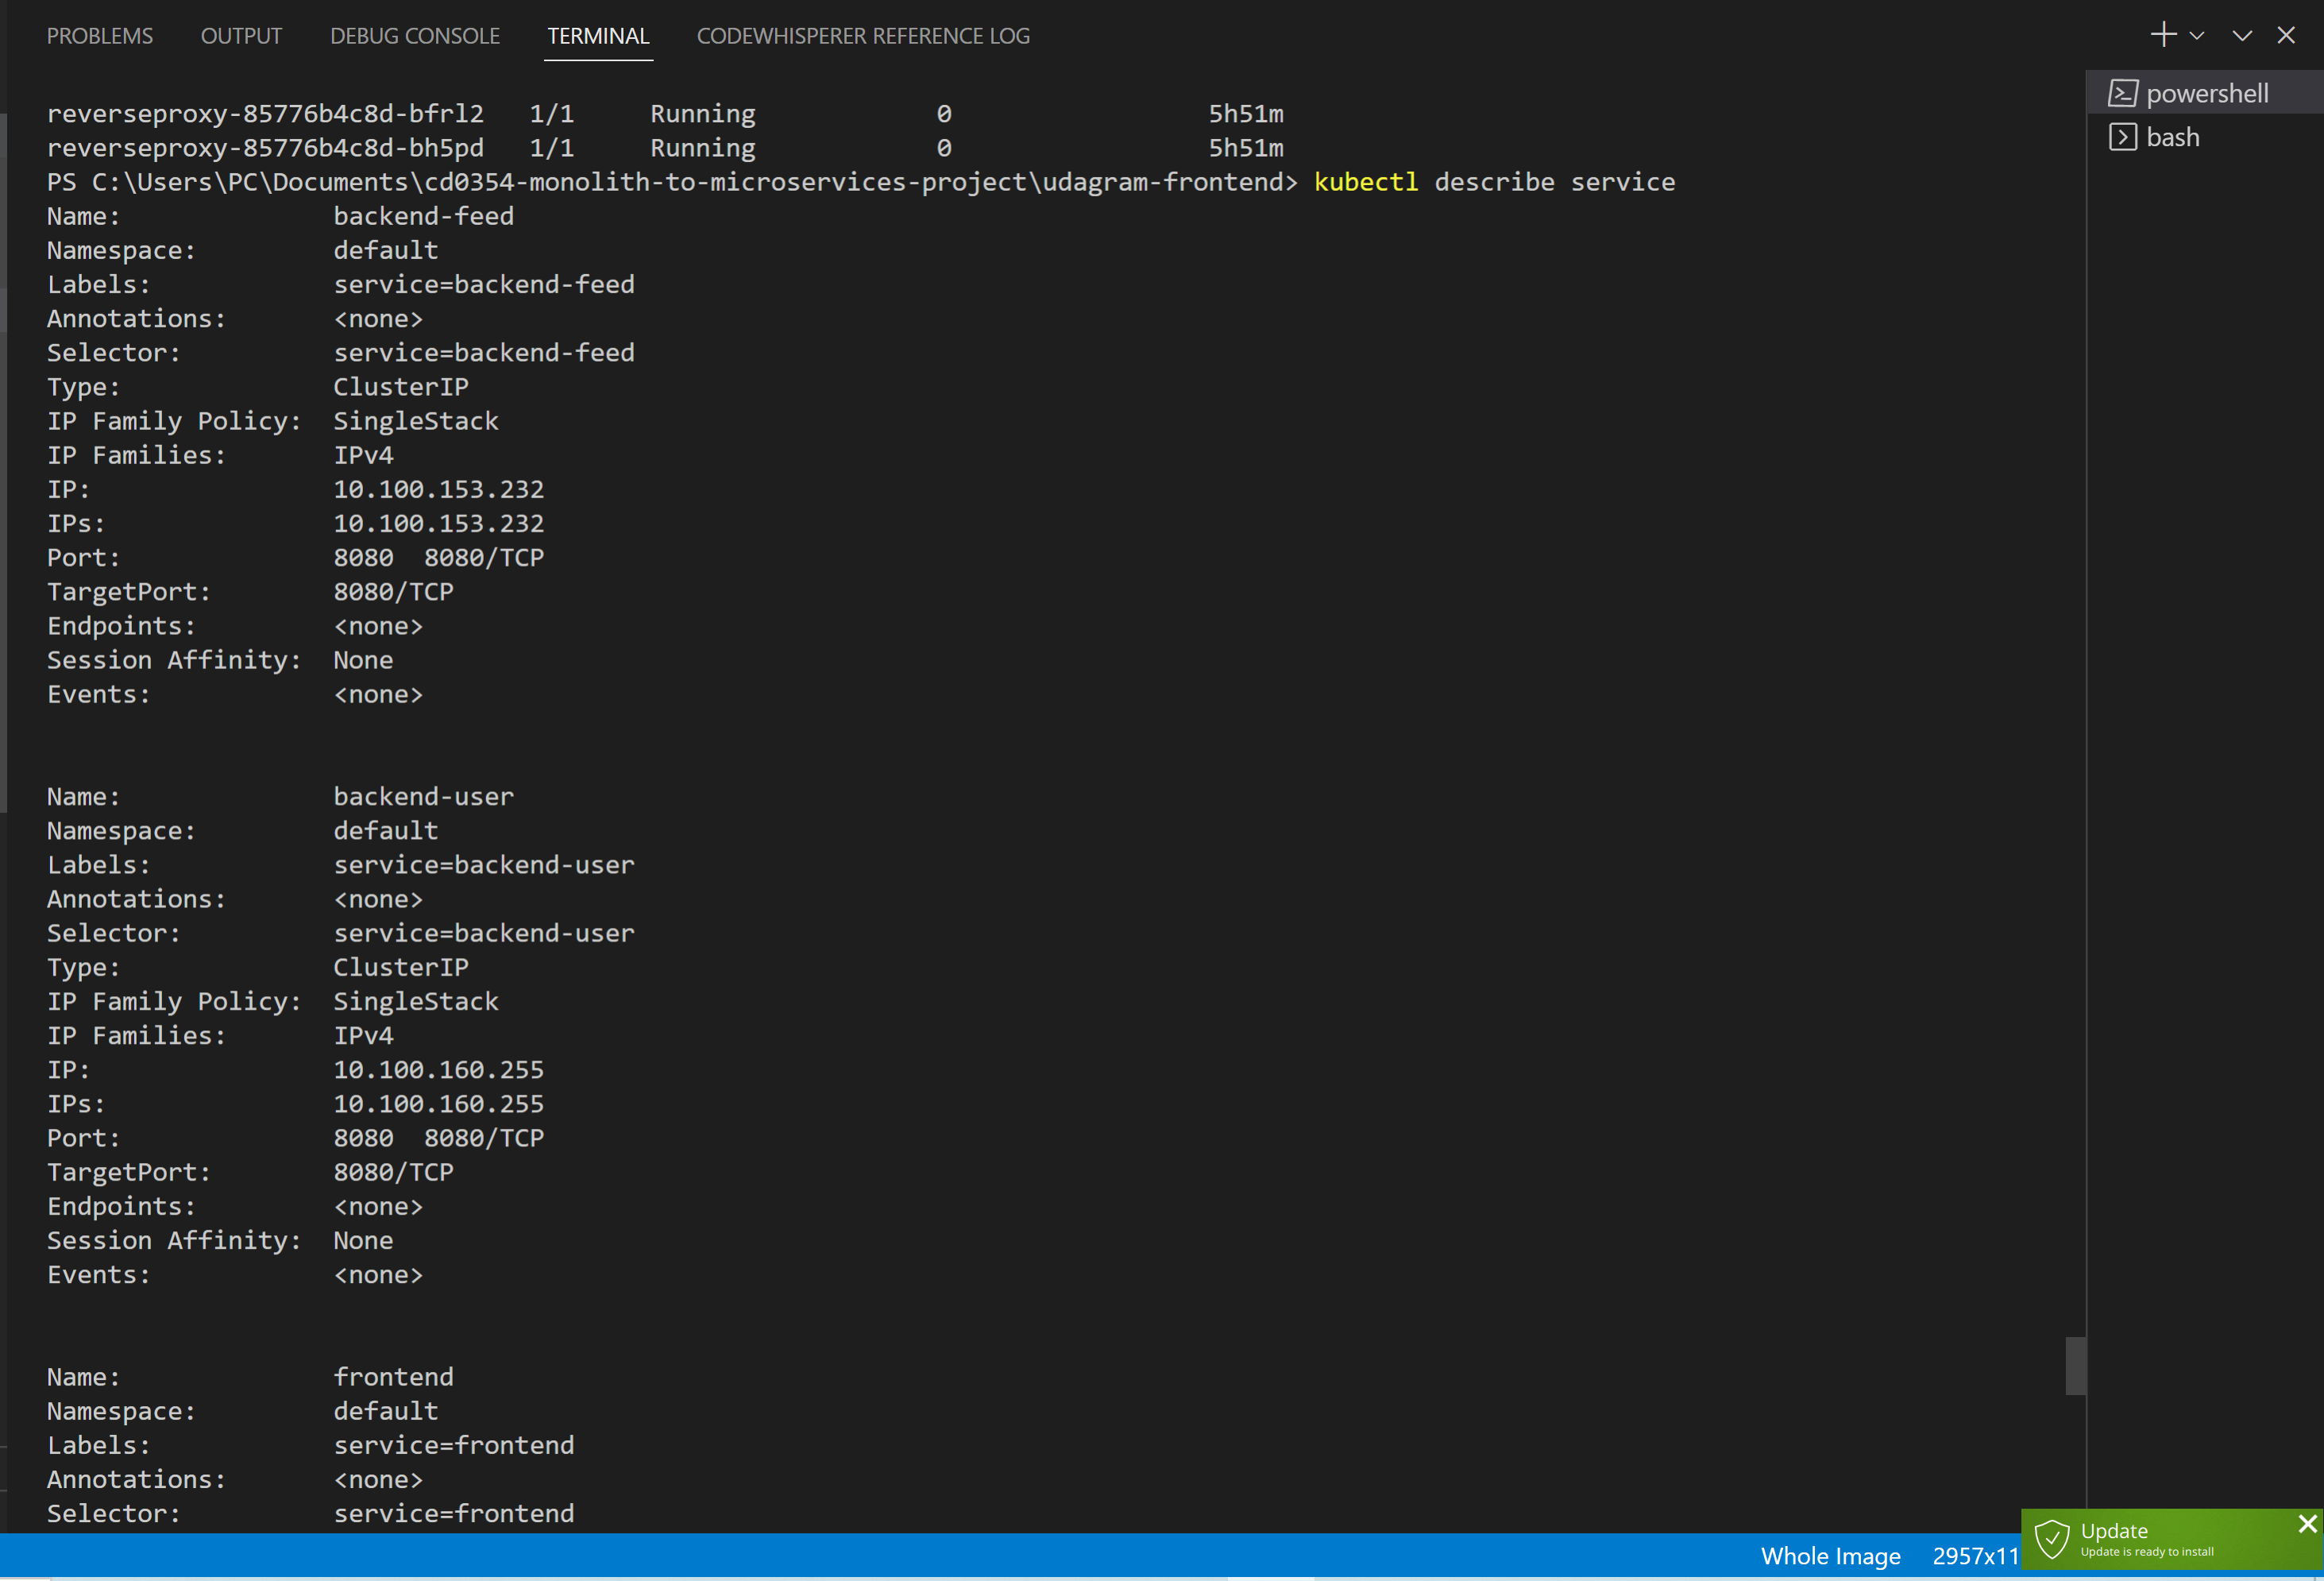 PROBLEMS OUTPUT DEBUG CONSOLE TERMINAL CODEWHISPERER REFERENCE LOG
powershell
bash
reverseproxy-85776b4c8d-bfrl2 1/1 Running 0 5h51m
reverseproxy-85776b4c8d-bh5pd 1/1 Running 0 5h51m
PS C:\Users\PC\Documents\cd0354-monolith-to-microservices-project\udagram-frontend> kubectl describe service
Name: backend-feed
Namespace: default
Labels: service=backend-feed
Annotations: <none>
Selector: service=backend-feed
Type: ClusterIP
IP Family Policy: SingleStack
IP Families: IPv4
IP: 10.100.153.232
IPs: 10.100.153.232
Port: 8080 8080/TCP
TargetPort: 8080/TCP
Endpoints: <none>
Session Affinity: None
Events: <none>
Name: backend-user
Namespace: default
Labels: service=backend-user
Annotations: <none>
Selector: service=backend-user
Type: ClusterIP
IP Family Policy: SingleStack
IP Families: IPv4
IP: 10.100.160.255
IPs: 10.100.160.255
Port: 8080 8080/TCP
TargetPort: 8080/TCP
Endpoints: <none>
Session Affinity: None
Events: <none>
Name: frontend
Namespace: default
Labels: service=frontend
Annotations: <none>
Selector: service=frontend
Whole Image 2957x11
Update
Update is ready to install